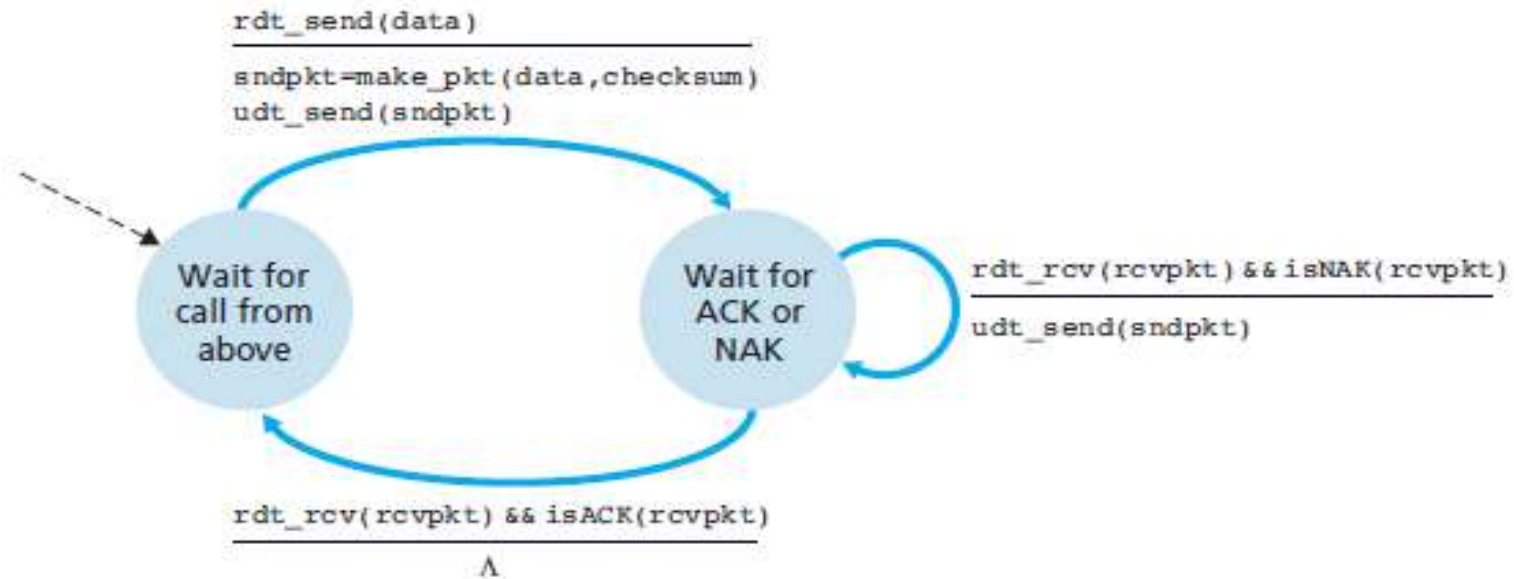 rdt_send(data)
sndpkt=make_pkt(data,checksum)
udt_send(sndpkt)
Wait for
call from
above
Wait for
ACK or
NAK
rdt_rcv(rcvpkt)&&isNAK(rcvpkt)
udt_send(sndpkt)
rdt_rcv(rcvpkt)&&isACK(rcvpkt)
Λ